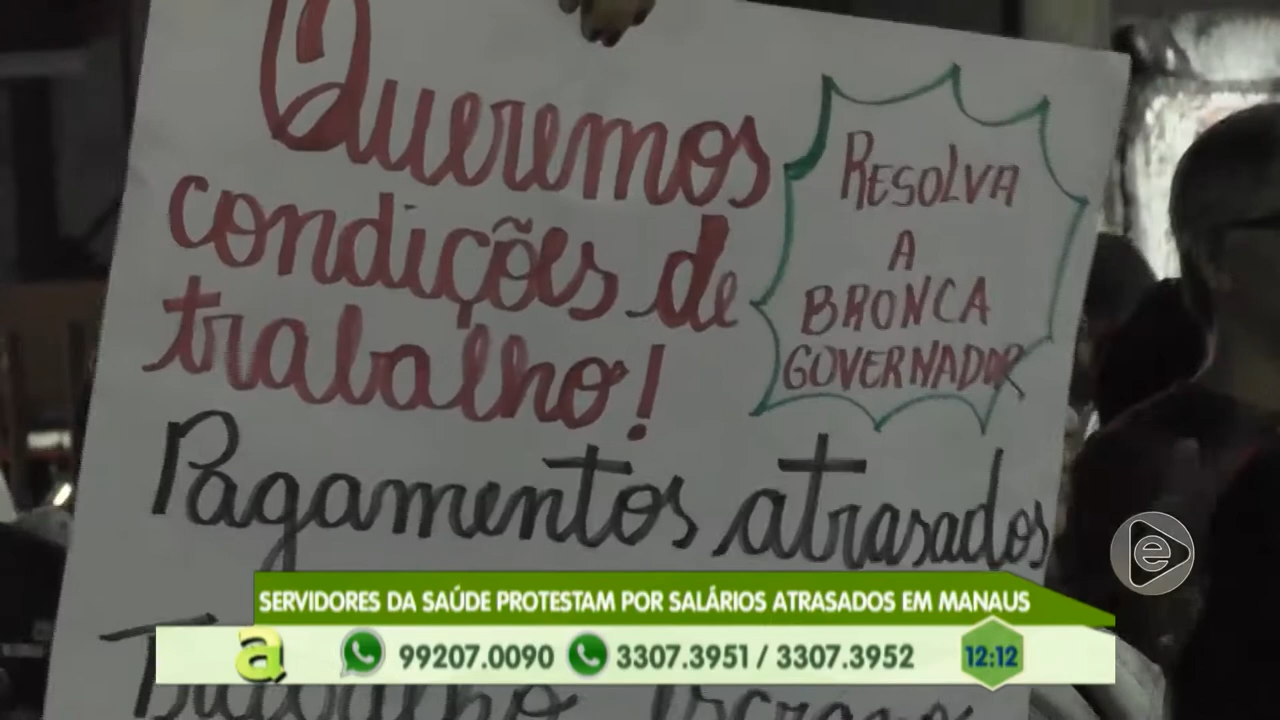 Queremos
condições de
trabalho!
RESOLVA
A
BRONCA
GOVERNADOR
Pagamentos atrasados
SERVIDORES DA SAÚDE PROTESTAM POR SALÁRIOS ATRASADOS EM MANAUS
a 99207.0090 3307.3951 / 3307.3952 12:12
Trabalho
e